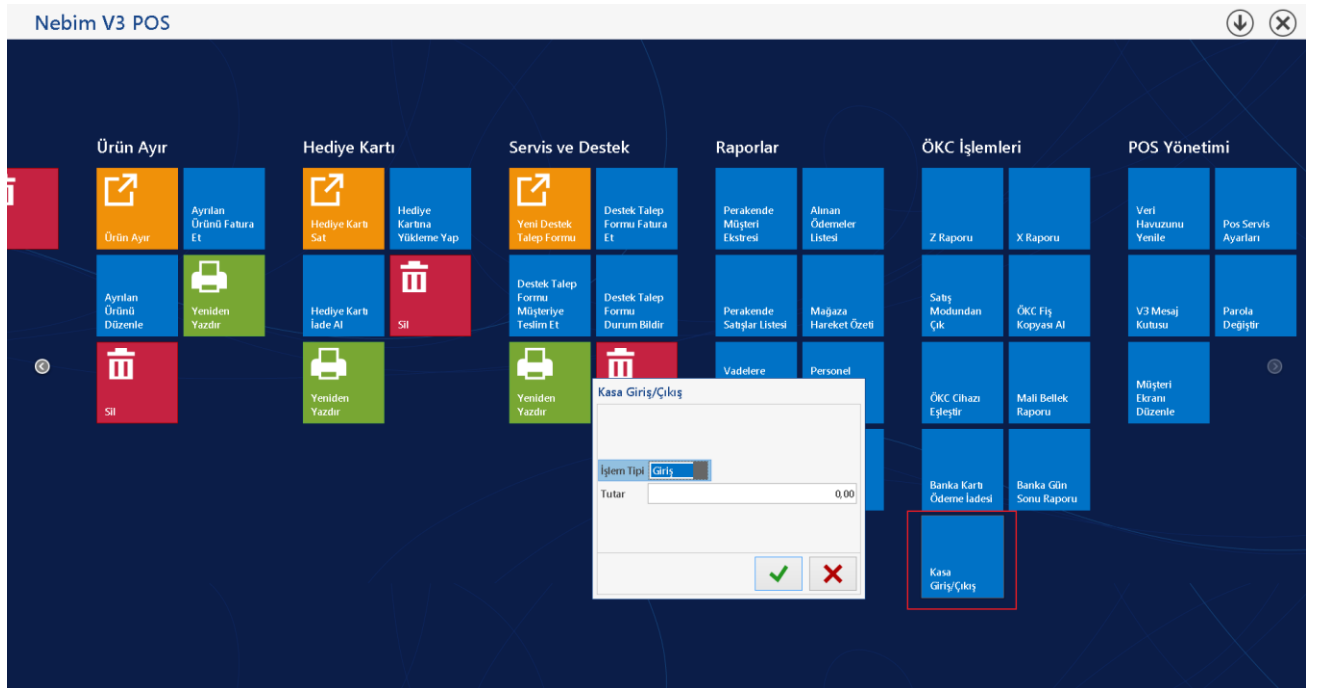 Nebim V3 POS
Ürün Ayır
Ürün Ayır
Ayrılan
Ürünü Fatura
Et
Ayrılan
Ürünü
Düzenle
Yeniden
Yazdır
Sil
Hediye Kartı
Hediye Kartı
Sat
Hediye
Kartına
Yükleme Yap
Hediye Kartı
İade Al
Sil
Yeniden
Yazdır
Servis ve Destek
Yeni Destek
Talep Formu
Destek Talep
Formu Fatura
Et
Destek Talep
Formu
Müşteriye
Teslim Et
Destek Talep
Formu
Durum Bildir
Yeniden
Yazdır
Raporlar
Perakende
Müşteri
Ekstresi
Alınan
Ödemeler
Listesi
Perakende
Satışlar Listesi
Mağaza
Hareket Özeti
Vadelere
Personel
ÖKC İşlemleri
Z Raporu
X Raporu
Satış
Modundan
Çık
ÖKC Fiş
Kopyası Al
ÖKC Cihazı
Eşleştir
Mali Bellek
Raporu
Banka Kartı
Ödeme İadesi
Banka Gün
Sonu Raporu
Kasa
Giriş/Çıkış
POS Yönetimi
Veri
Havuzunu
Yenile
Pos Servis
Ayarları
V3 Mesaj
Kutusu
Parola
Değiştir
Müşteri
Ekranı
Düzenle
Kasa Giriş/Çıkış
İşlem Tipi Giriş
Tutar 0,00